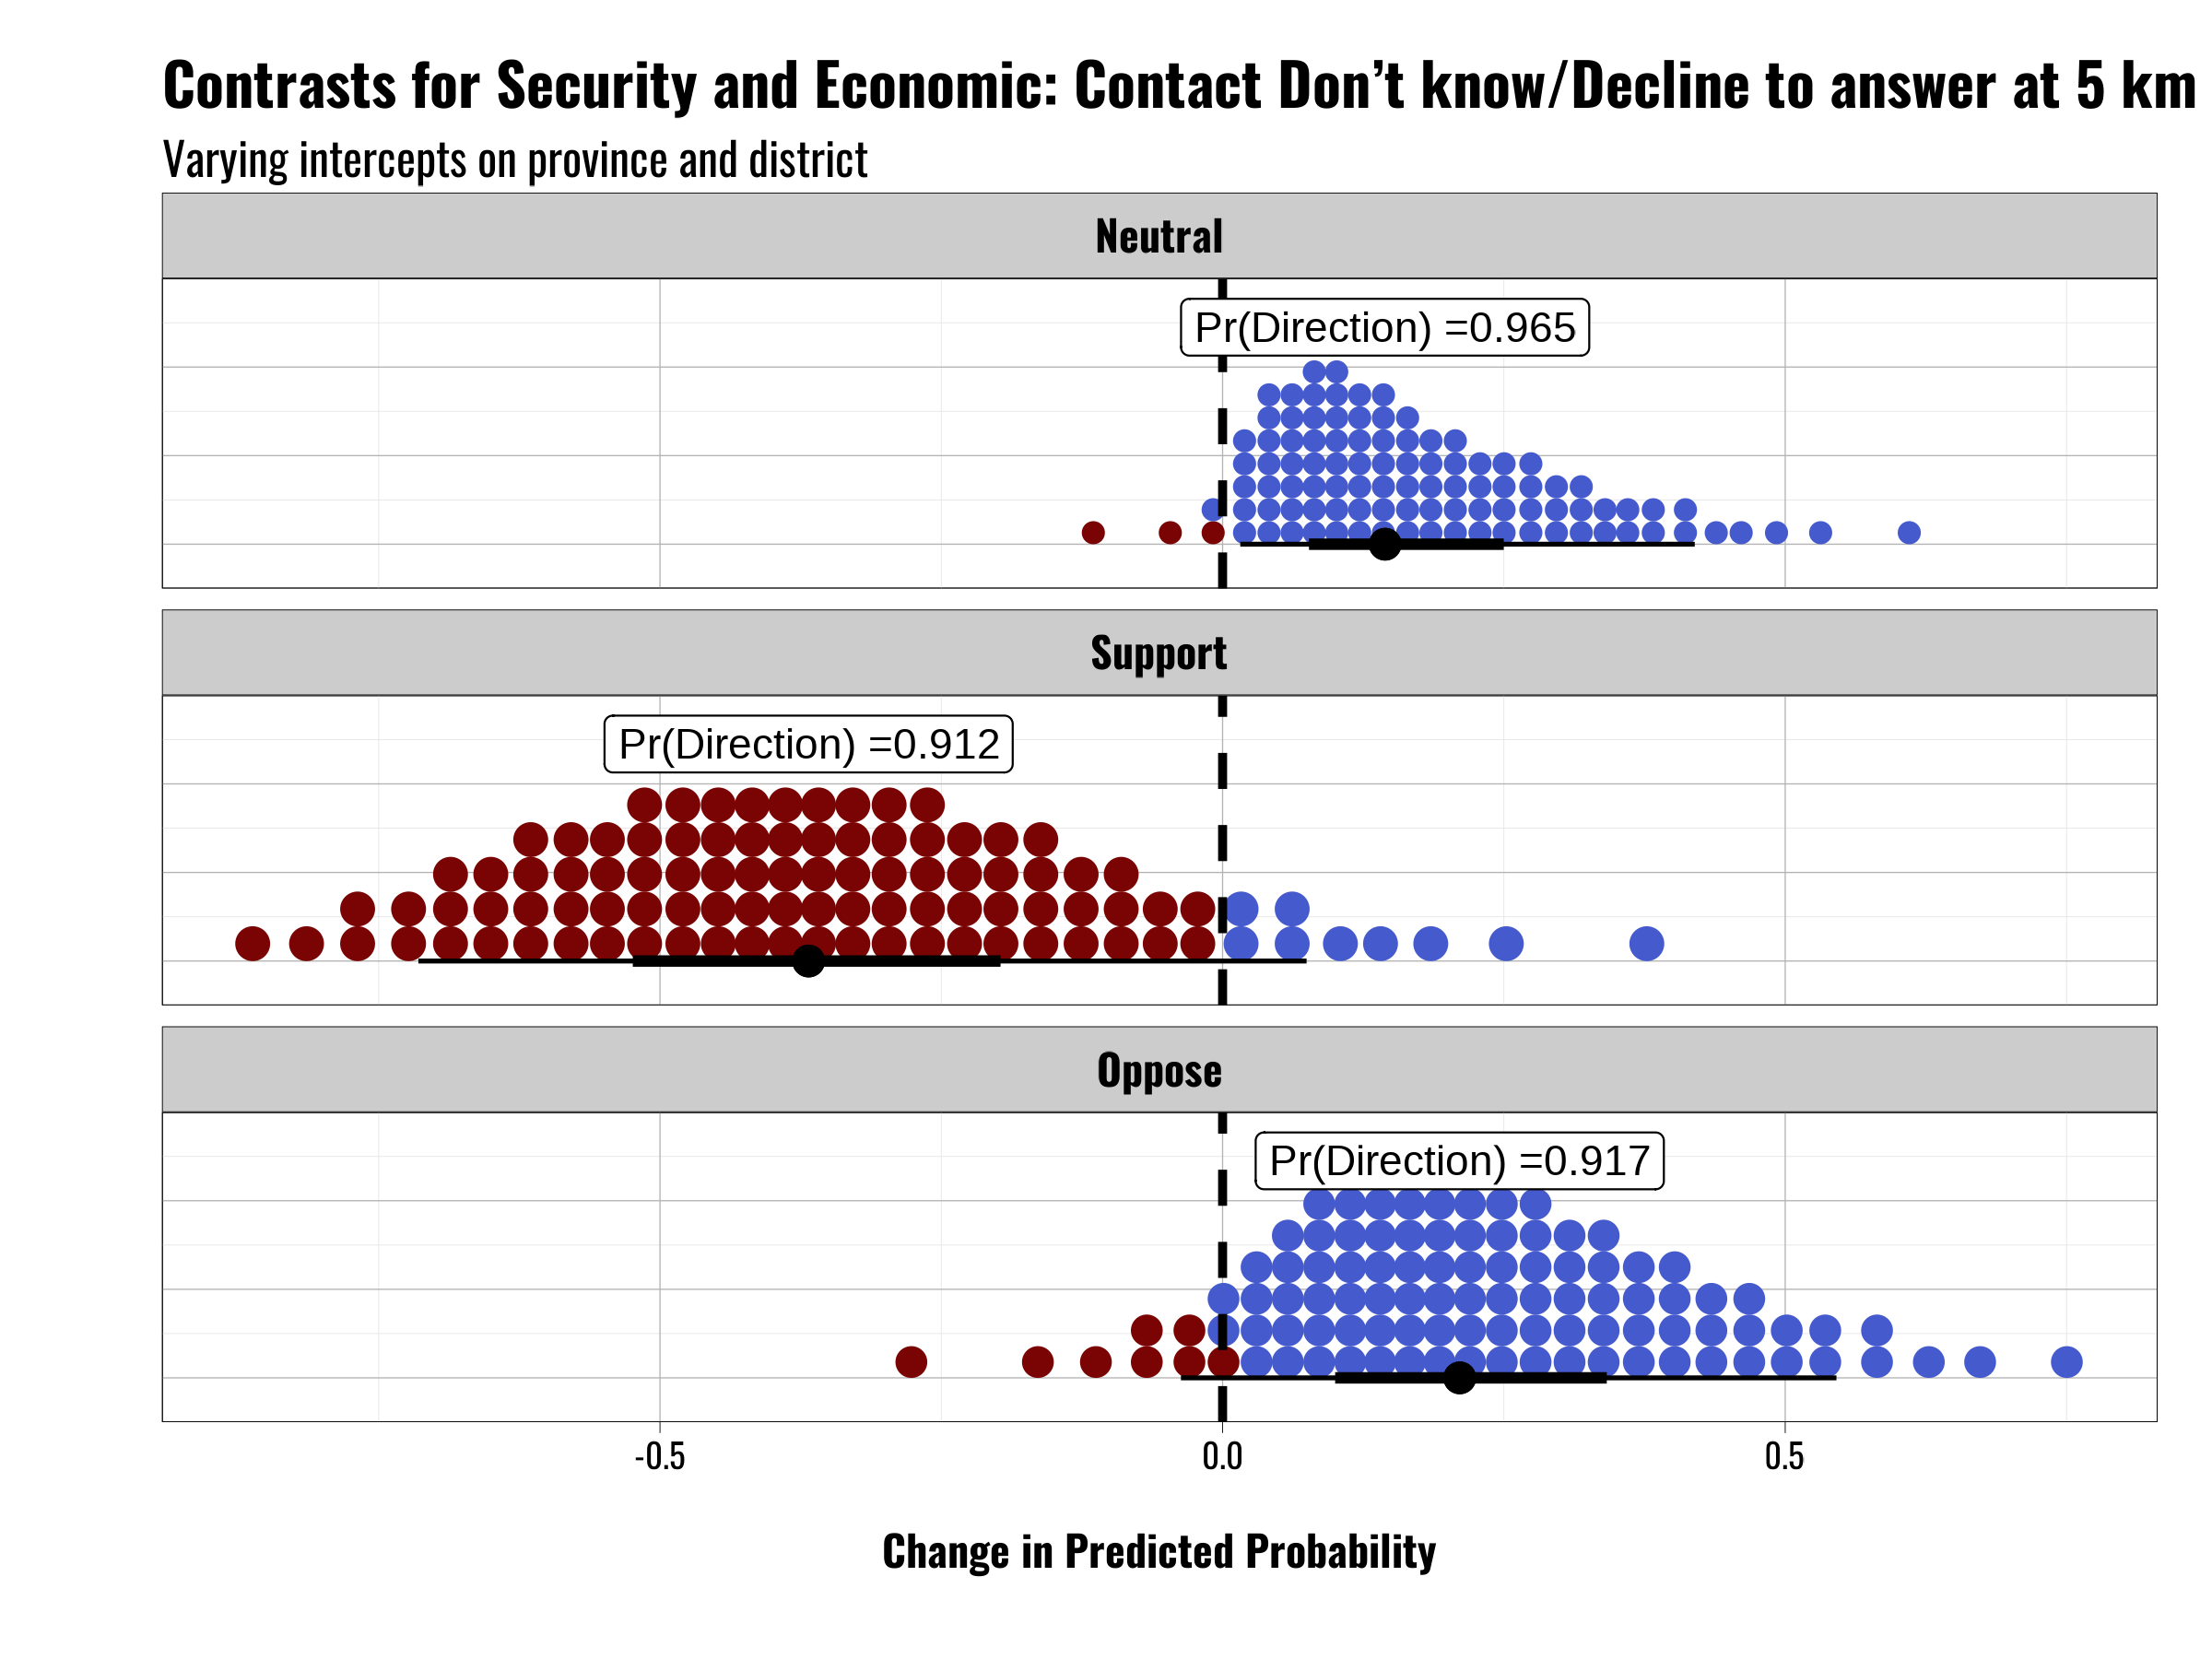 Contrasts for Security and Economic: Contact Don’t know/Decline to answer at 5 km
Varying intercepts on province and district
Neutral
Pr(Direction) =0.965
Support
Pr(Direction) =0.912
Oppose
Pr(Direction) =0.917
-0.5 0.0 0.5
Change in Predicted Probability